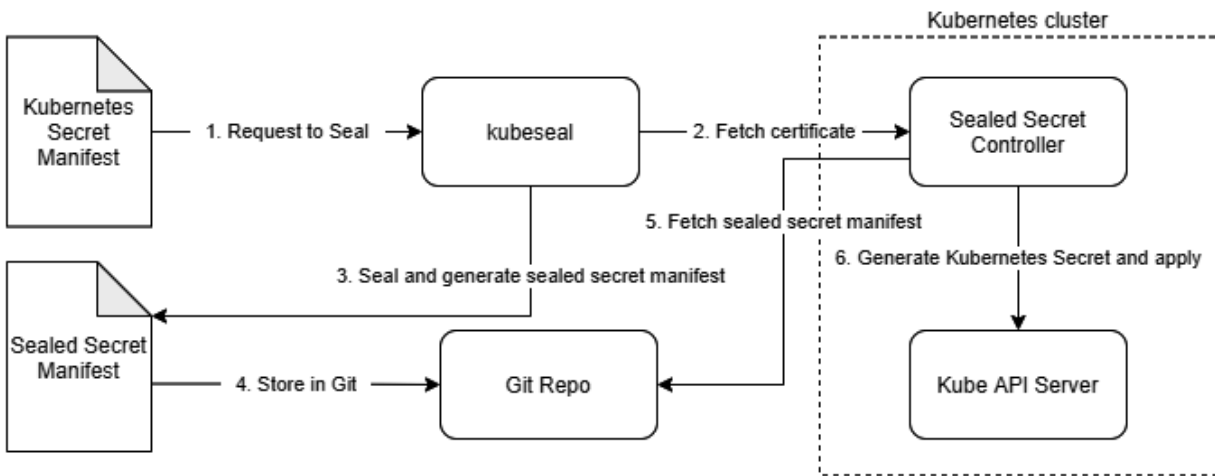 Kubernetes cluster
Kubernetes
Secret
Manifest
1. Request to Seal
kubeseal
2. Fetch certificate
Sealed Secret
Controller
5. Fetch sealed secret manifest
6. Generate Kubernetes Secret and apply
3. Seal and generate sealed secret manifest
Sealed Secret
Manifest
4. Store in Git
Git Repo
Kube API Server